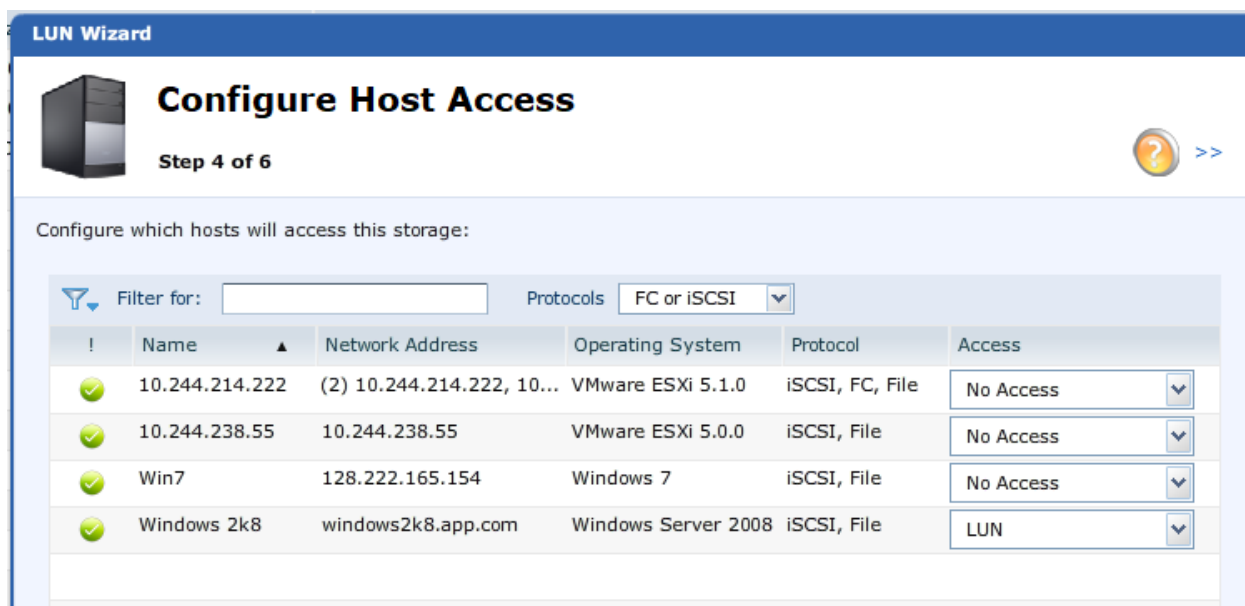 LUN Wizard
Configure Host Access
Step 4 of 6
? >>
Configure which hosts will access this storage:
Filter for: Protocols FC or iSCSI
! Name ▲ Network Address Operating System Protocol Access
10.244.214.222 (2) 10.244.214.222, 10... VMware ESXi 5.1.0 iSCSI, FC, File No Access
10.244.238.55 10.244.238.55 VMware ESXi 5.0.0 iSCSI, File No Access
Win7 128.222.165.154 Windows 7 iSCSI, File No Access
Windows 2k8 windows2k8.app.com Windows Server 2008 iSCSI, File LUN